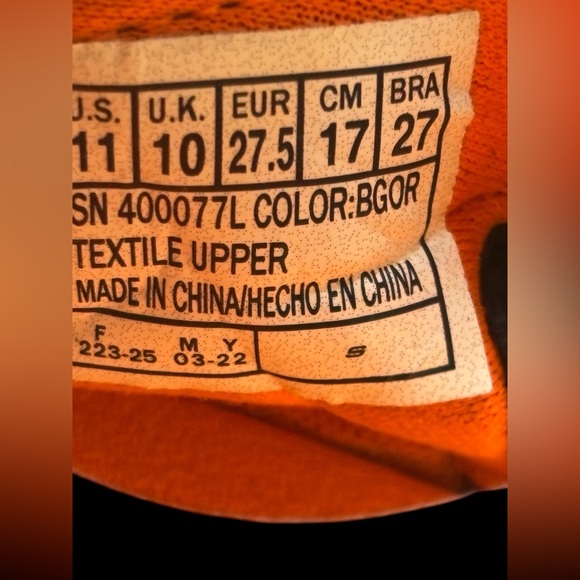 U.S. U.K. EUR CM BRA
11 10 27.5 17 27
SN 400077L COLOR:BGOR
TEXTILE UPPER
MADE IN CHINA/HECHO EN CHINA
F M Y
223-25 03-22 S